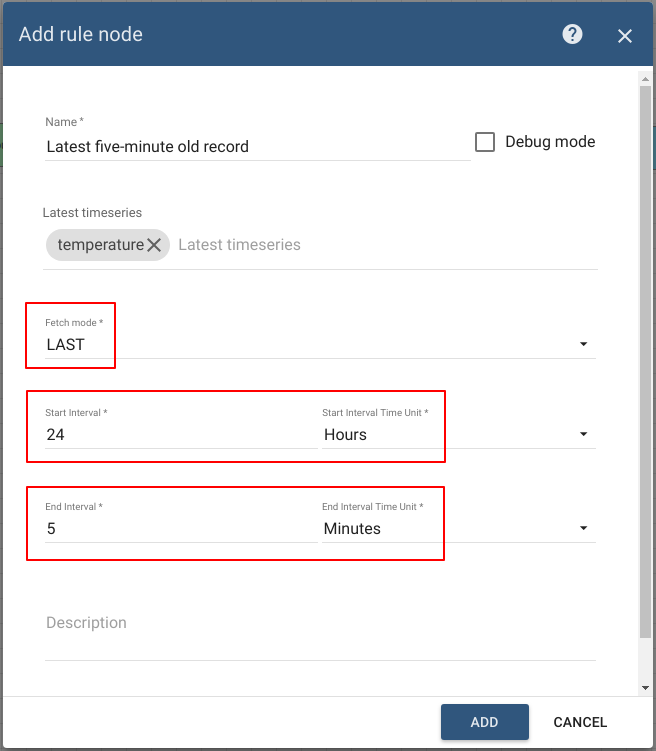 Add rule node
Name *
Latest five-minute old record
Debug mode
Latest timeseries
temperature Latest timeseries
Fetch mode *
LAST
Start Interval * Start Interval Time Unit *
24 Hours
End Interval * End Interval Time Unit *
5 Minutes
Description
ADD CANCEL